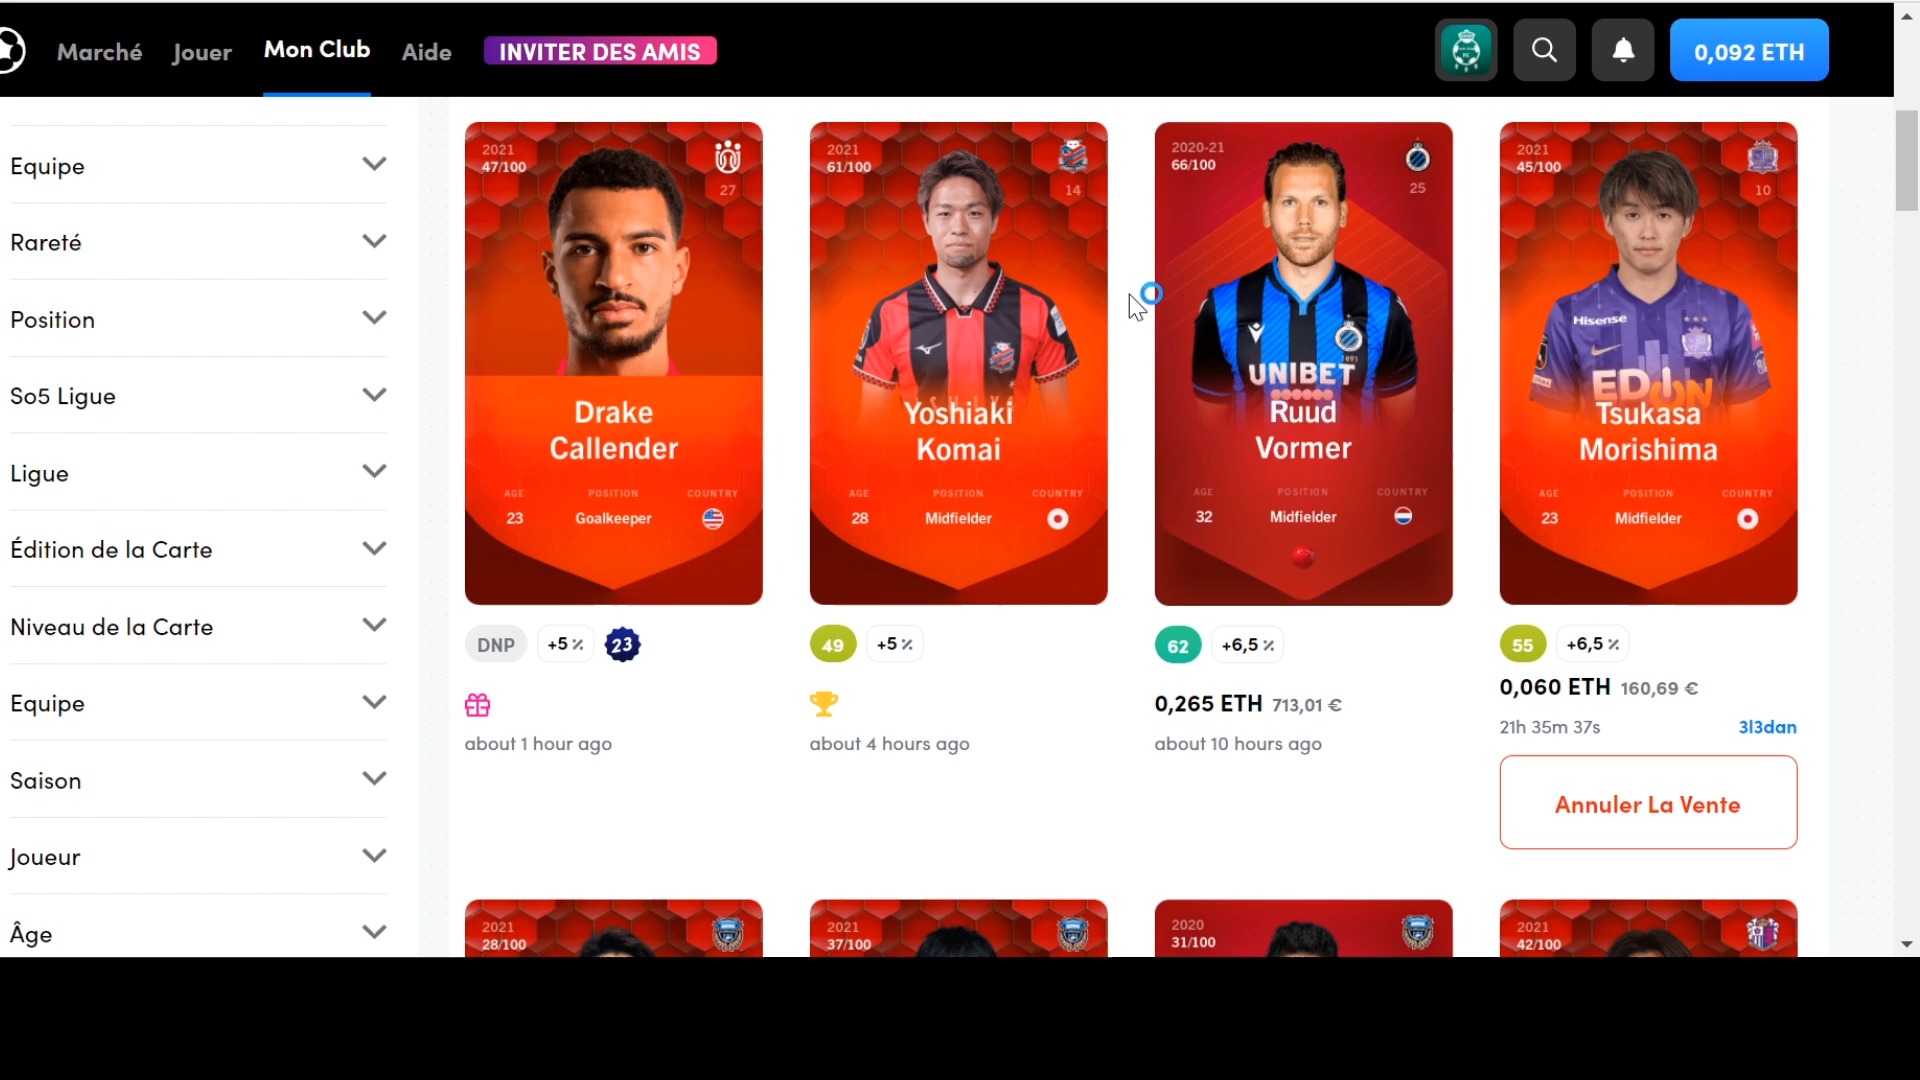 Marché
Jouer
Mon Club
Aide
INVITER DES AMIS
0,092 ETH
Equipe
Rareté
Position
So5 Ligue
Ligue
Édition de la Carte
Niveau de la Carte
Equipe
Saison
Joueur
Âge
2021
47/100
27
Drake
Callender
AGE
POSITION
COUNTRY
23
Goalkeeper
DNP
+5 %
23
about 1 hour ago
2021
61/100
14
Yoshiaki
Komai
AGE
POSITION
COUNTRY
28
Midfielder
49
+5 %
about 4 hours ago
2020-21
66/100
25
UNIBET
Ruud
Vormer
AGE
POSITION
COUNTRY
32
Midfielder
62
+6,5 %
0,265 ETH 713,01 €
about 10 hours ago
2021
45/100
10
Hisense
EDION
Tsukasa
Morishima
AGE
POSITION
COUNTRY
23
Midfielder
55
+6,5 %
0,060 ETH 160,69 €
21h 35m 37s
3l3dan
Annuler La Vente
2021
28/100
2021
37/100
2020
31/100
2021
42/100